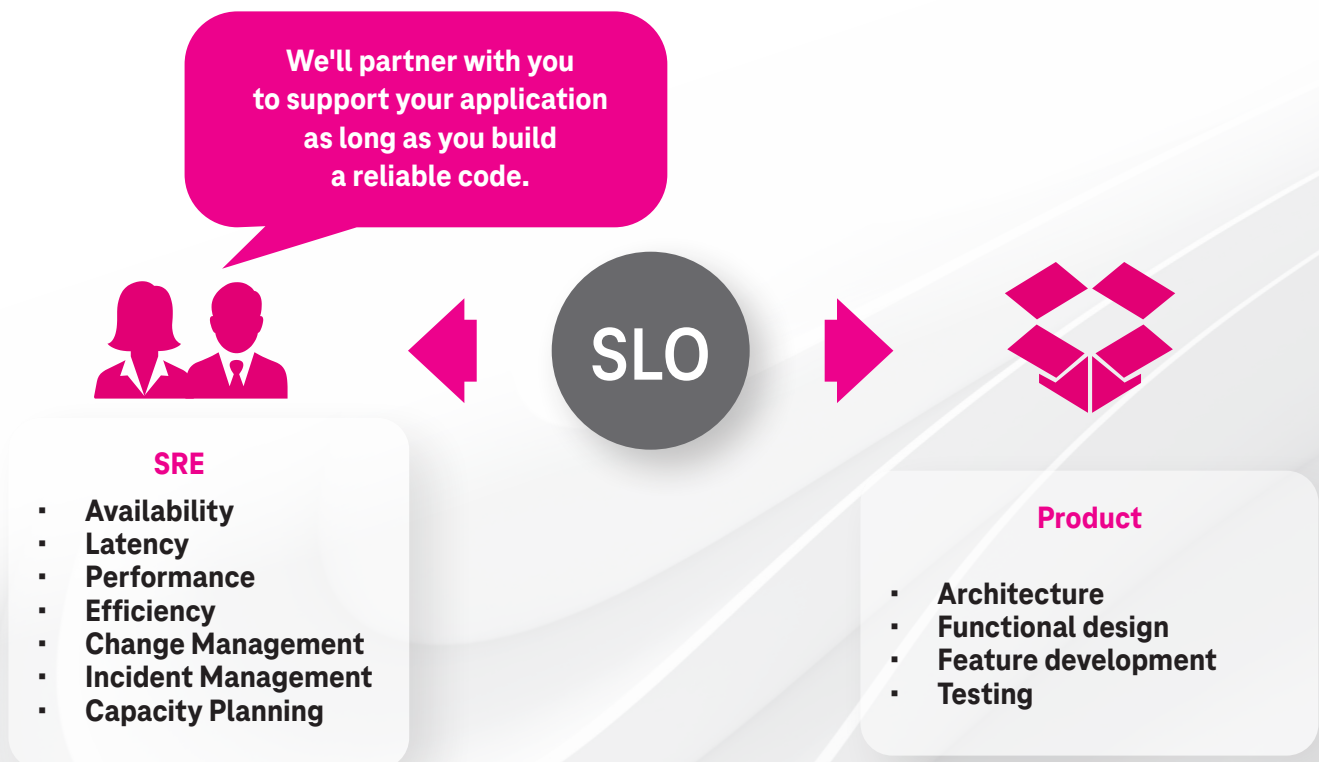 We'll partner with you
to support your application
as long as you build
a reliable code.
SLO
SRE
▪ Availability
▪ Latency
▪ Performance
▪ Efficiency
▪ Change Management
▪ Incident Management
▪ Capacity Planning
Product
▪ Architecture
▪ Functional design
▪ Feature development
▪ Testing